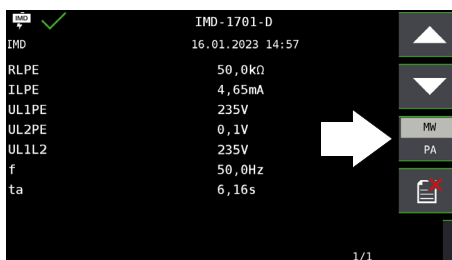 IMD
IMD-1701-D
IMD 16.01.2023 14:57
RLPE 50,0kΩ
ILPE 4,65mA
UL1PE 235V
UL2PE 0,1V
UL1L2 235V
f 50,0Hz
ta 6,16s
MW
PA
1/1